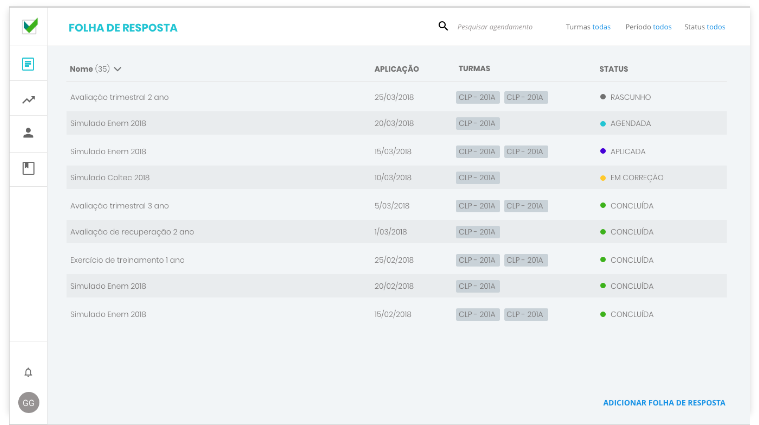 FOLHA DE RESPOSTA
Pesquisar agendamento
Turmas todas
Período todos
Status todos
Nome (35) APLICAÇÃO TURMAS STATUS
Avaliação trimestral 2 ano 25/03/2018 CLP - 201A CLP - 201A RASCUNHO
Simulado Enem 2018 20/03/2018 CLP - 201A AGENDADA
Simulado Enem 2018 15/03/2018 CLP - 201A CLP - 201A APLICADA
Simulado Coltec 2018 10/03/2018 CLP - 201A EM CORREÇÃO
Avaliação trimestral 3 ano 5/03/2018 CLP - 201A CLP - 201A CONCLUÍDA
Avaliação de recuperação 2 ano 1/03/2018 CLP - 201A CONCLUÍDA
Exercício de treinamento 1 ano 25/02/2018 CLP - 201A CLP - 201A CONCLUÍDA
Simulado Enem 2018 20/02/2018 CLP - 201A CONCLUÍDA
Simulado Enem 2018 15/02/2018 CLP - 201A CLP - 201A CONCLUÍDA
GG
ADICIONAR FOLHA DE RESPOSTA